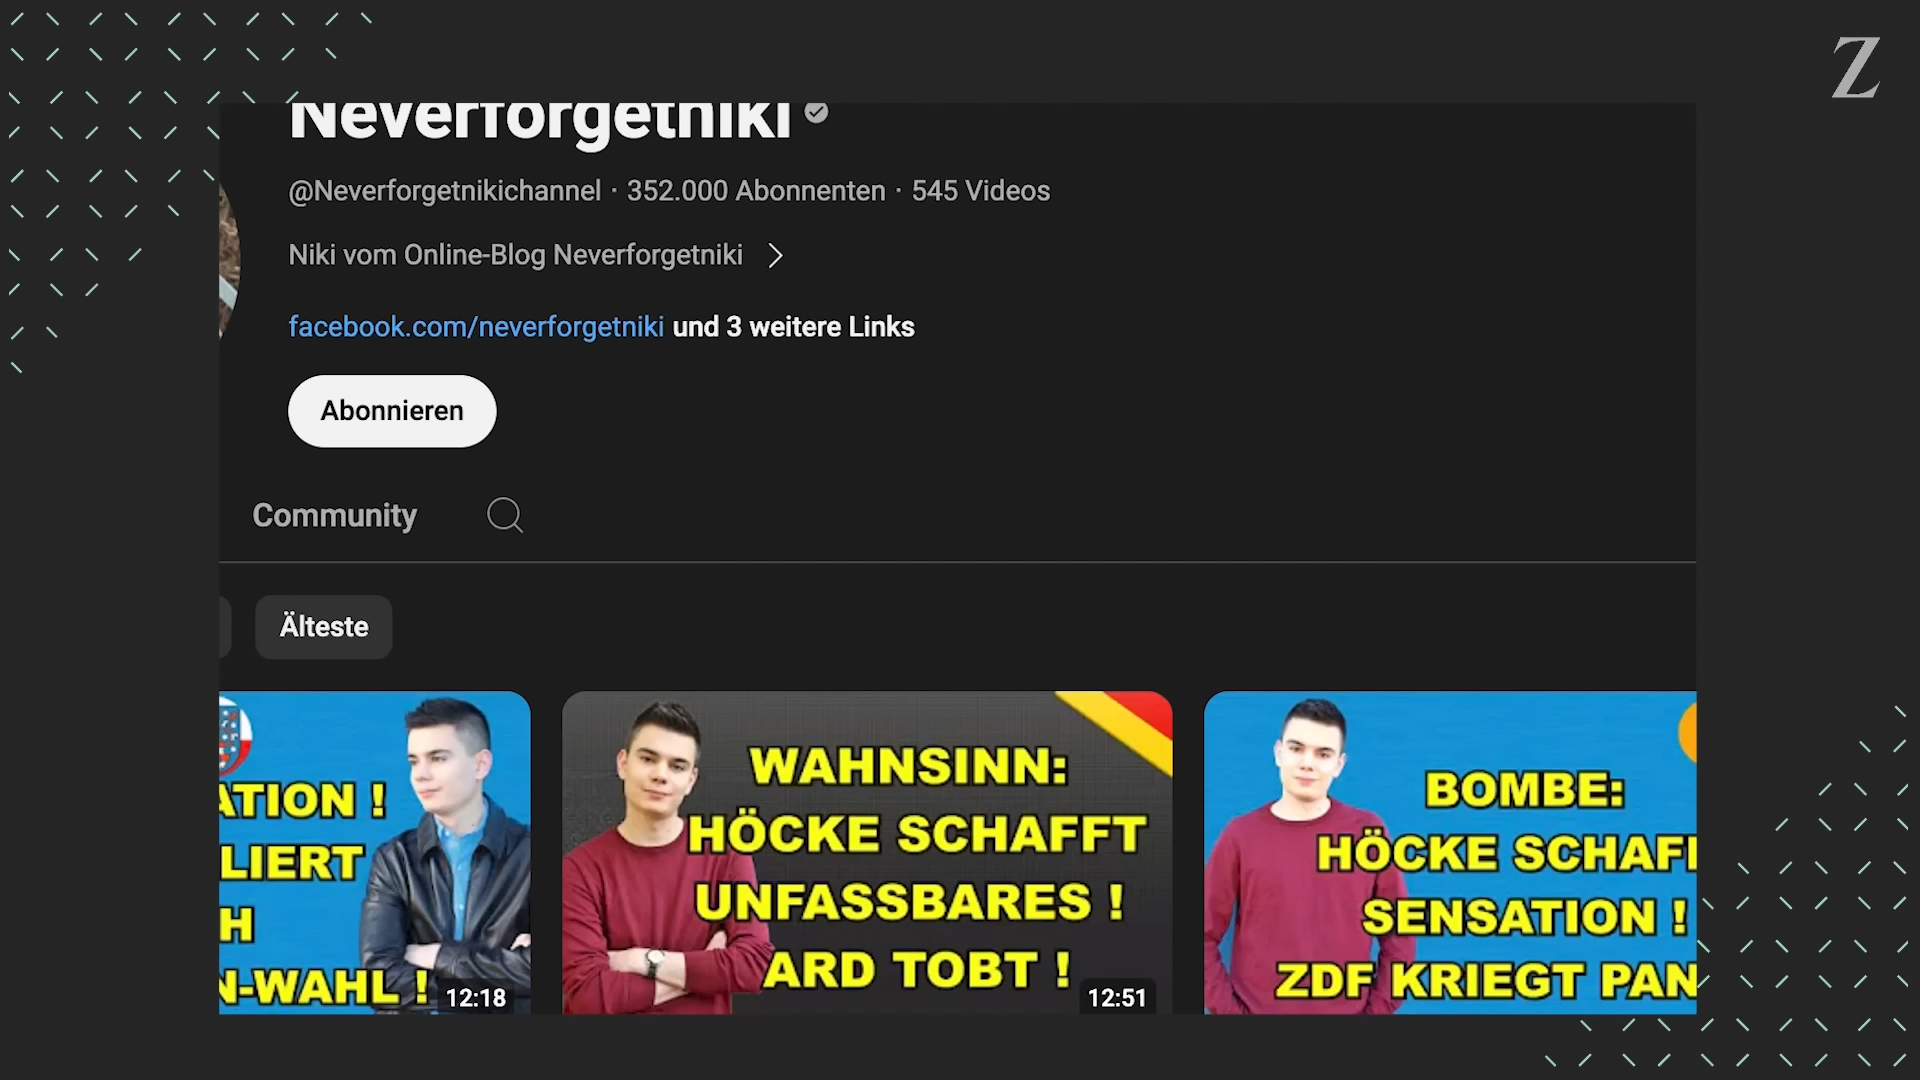 Z
Neverforgetniki
@Neverforgetnikichannel · 352.000 Abonnenten · 545 Videos
Niki vom Online-Blog Neverforgetniki
facebook.com/neverforgetniki und 3 weitere Links
Abonnieren
Community
Älteste
ATION !
LIERT
H
N-WAHL !
12:18
WAHNSINN:
HÖCKE SCHAFFT
UNFASSBARES !
ARD TOBT !
12:51
BOMBE:
HÖCKE SCHAFF
SENSATION !
ZDF KRIEGT PAN